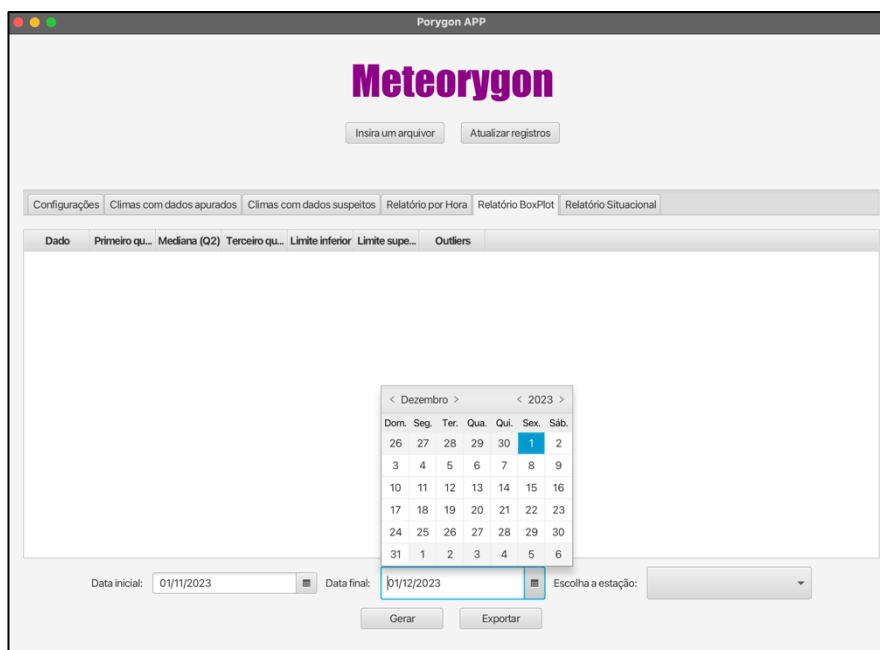 Porygon APP
Meteorygon
Insira um arquivor Atualizar registros
Configurações Climas com dados apurados Climas com dados suspeitos Relatório por Hora Relatório BoxPlot Relatório Situacional
Dado Primeiro qu... Mediana (Q2) Terceiro qu... Limite inferior Limite supe... Outliers
< Dezembro > < 2023 >
Dom. Seg. Ter. Qua. Qui. Sex. Sáb.
26 27 28 29 30 1 2
3 4 5 6 7 8 9
10 11 12 13 14 15 16
17 18 19 20 21 22 23
24 25 26 27 28 29 30
31 1 2 3 4 5 6
Data inicial: 01/11/2023 Data final: 01/12/2023 Escolha a estação:
Gerar Exportar